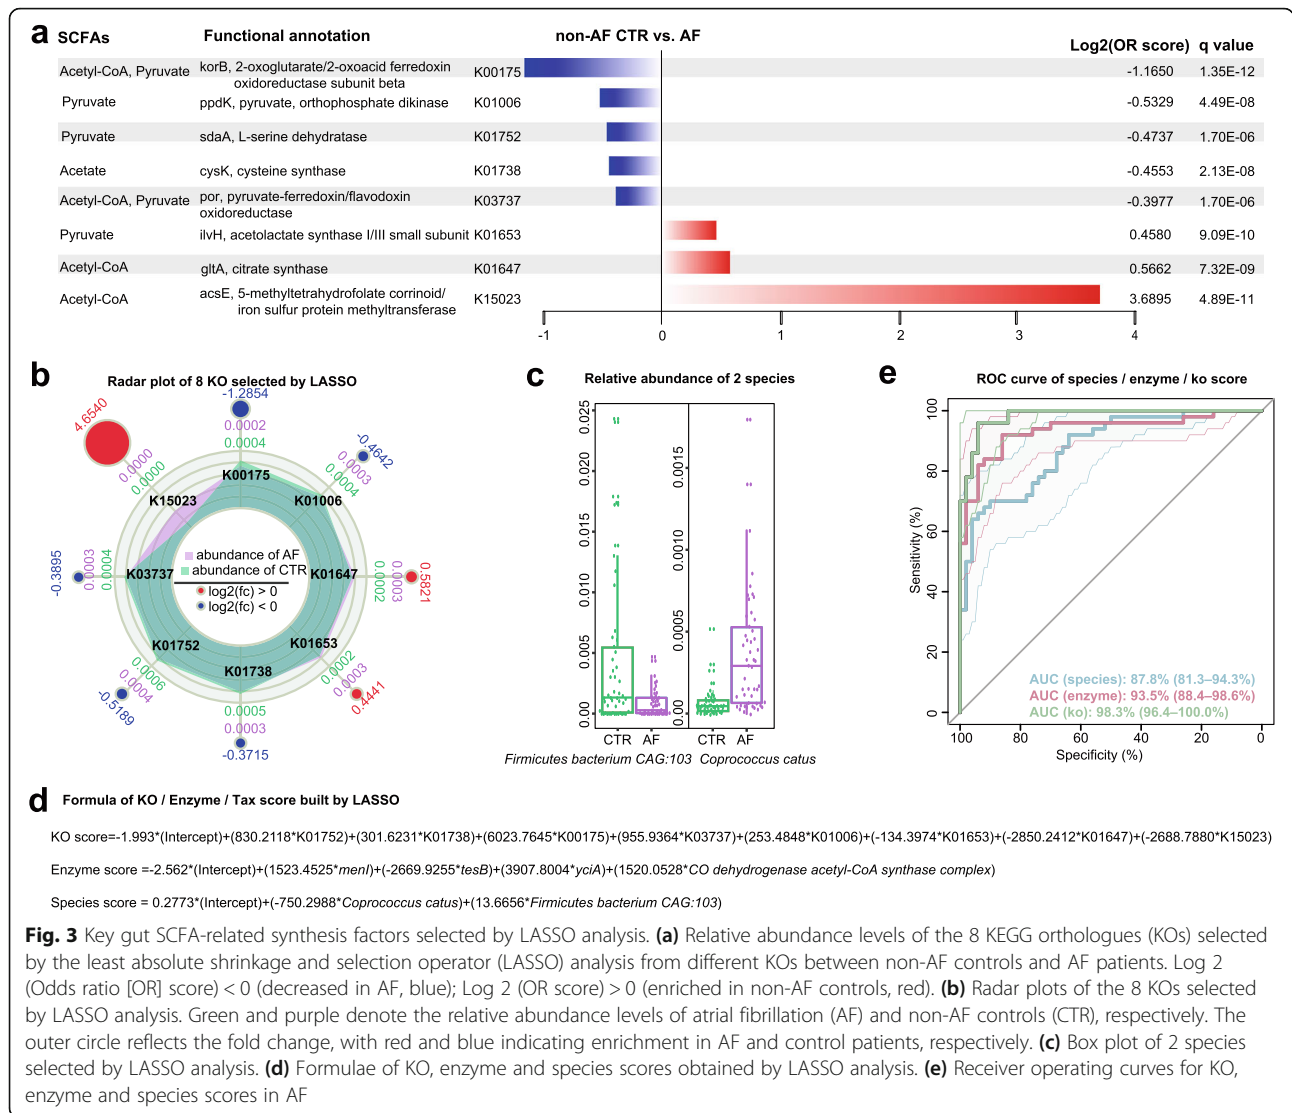 a
SCFAs Functional annotation non-AF CTR vs. AF Log2(OR score) q value
Acetyl-CoA, Pyruvate korB, 2-oxoglutarate/2-oxoacid ferredoxin oxidoreductase subunit beta K00175 -1.1650 1.35E-12
Pyruvate ppdK, pyruvate, orthophosphate dikinase K01006 -0.5329 4.49E-08
Pyruvate sdaA, L-serine dehydratase K01752 -0.4737 1.70E-06
Acetate cysK, cysteine synthase K01738 -0.4553 2.13E-08
Acetyl-CoA, Pyruvate por, pyruvate-ferredoxin/flavodoxin oxidoreductase K03737 -0.3977 1.70E-06
Pyruvate ilvH, acetolactate synthase I/III small subunit K01653 0.4580 9.09E-10
Acetyl-CoA gltA, citrate synthase K01647 0.5662 7.32E-09
Acetyl-CoA acsE, 5-methyltetrahydrofolate corrinoid/ iron sulfur protein methyltransferase K15023 3.6895 4.89E-11
-1 0 1 2 3 4
b
Radar plot of 8 KO selected by LASSO
-1.2854 0.0002 0.0004 K00175
-0.4642 0.0003 0.0004 K01006
0.5821 0.0003 0.0002 K01647
0.4441 0.0003 0.0002 K01653
K01738 0.0005 0.0003 -0.3715
K01752 0.0006 0.0004 -0.5189
K03737 0.0004 0.0003 -0.3895
K15023 0.0000 0.0000 4.6540
abundance of AF
abundance of CTR
log2(fc) > 0
log2(fc) < 0
c
Relative abundance of 2 species
0.025
0.020
0.015
0.010
0.005
0.00
0.0015
0.0010
0.0005
0.00
CTR AF CTR AF
Firmicutes bacterium CAG:103 Coprococcus catus
e
ROC curve of species / enzyme / ko score
Sensitivity (%)
100
80
60
40
20
0
AUC (species): 87.8% (81.3–94.3%)
AUC (enzyme): 93.5% (88.4–98.6%)
AUC (ko): 98.3% (96.4–100.0%)
100 80 60 40 20 0
Specificity (%)
d Formula of KO / Enzyme / Tax score built by LASSO
KO score=-1.993*(Intercept)+(830.2118*K01752)+(301.6231*K01738)+(6023.7645*K00175)+(955.9364*K03737)+(253.4848*K01006)+(-134.3974*K01653)+(-2850.2412*K01647)+(-2688.7880*K15023)
Enzyme score =-2.562*(Intercept)+(1523.4525*menI)+(-2669.9255*tesB)+(3907.8004*yciA)+(1520.0528*CO dehydrogenase acetyl-CoA synthase complex)
Species score = 0.2773*(Intercept)+(-750.2988*Coprococcus catus)+(13.6656*Firmicutes bacterium CAG:103)
Fig. 3 Key gut SCFA-related synthesis factors selected by LASSO analysis. (a) Relative abundance levels of the 8 KEGG orthologues (KOs) selected
by the least absolute shrinkage and selection operator (LASSO) analysis from different KOs between non-AF controls and AF patients. Log 2
(Odds ratio [OR] score) < 0 (decreased in AF, blue); Log 2 (OR score) > 0 (enriched in non-AF controls, red). (b) Radar plots of the 8 KOs selected
by LASSO analysis. Green and purple denote the relative abundance levels of atrial fibrillation (AF) and non-AF controls (CTR), respectively. The
outer circle reflects the fold change, with red and blue indicating enrichment in AF and control patients, respectively. (c) Box plot of 2 species
selected by LASSO analysis. (d) Formulae of KO, enzyme and species scores obtained by LASSO analysis. (e) Receiver operating curves for KO,
enzyme and species scores in AF